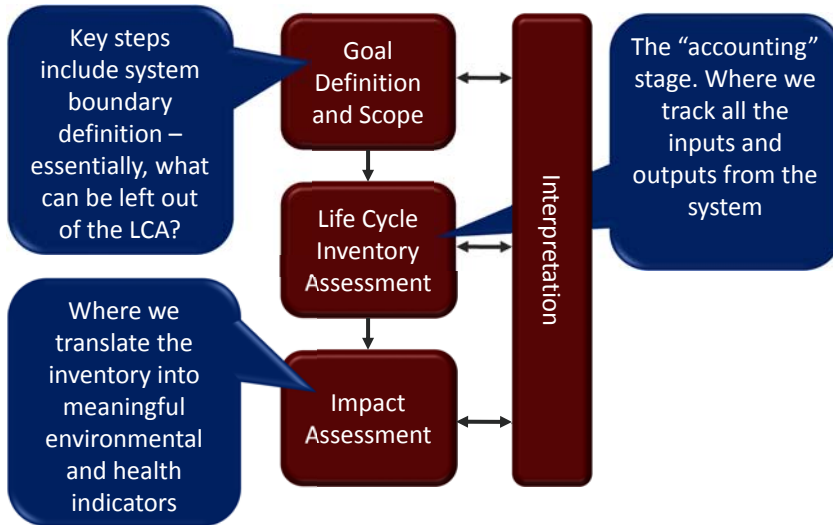 Key steps
include system
boundary
definition –
essentially, what
can be left out
of the LCA?
Goal
Definition
and Scope
The “accounting”
stage. Where we
track all the
inputs and
outputs from the
system
Life Cycle
Inventory
Assessment
Interpretation
Where we
translate the
inventory into
meaningful
environmental
and health
indicators
Impact
Assessment